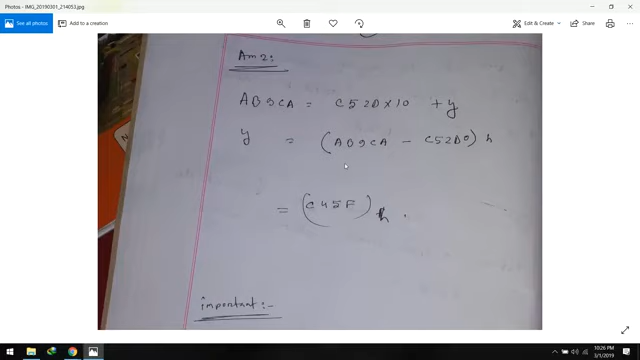 Photos - IMG_20190301_214053.jpg
See all photos
Add to a creation
Edit & Create
Share
Ans 2:
AB9CA = C52D×10 + y
y = (AB9CA - C52D0) h
= (C45F)h.
important:-
10:26 PM
3/1/2019